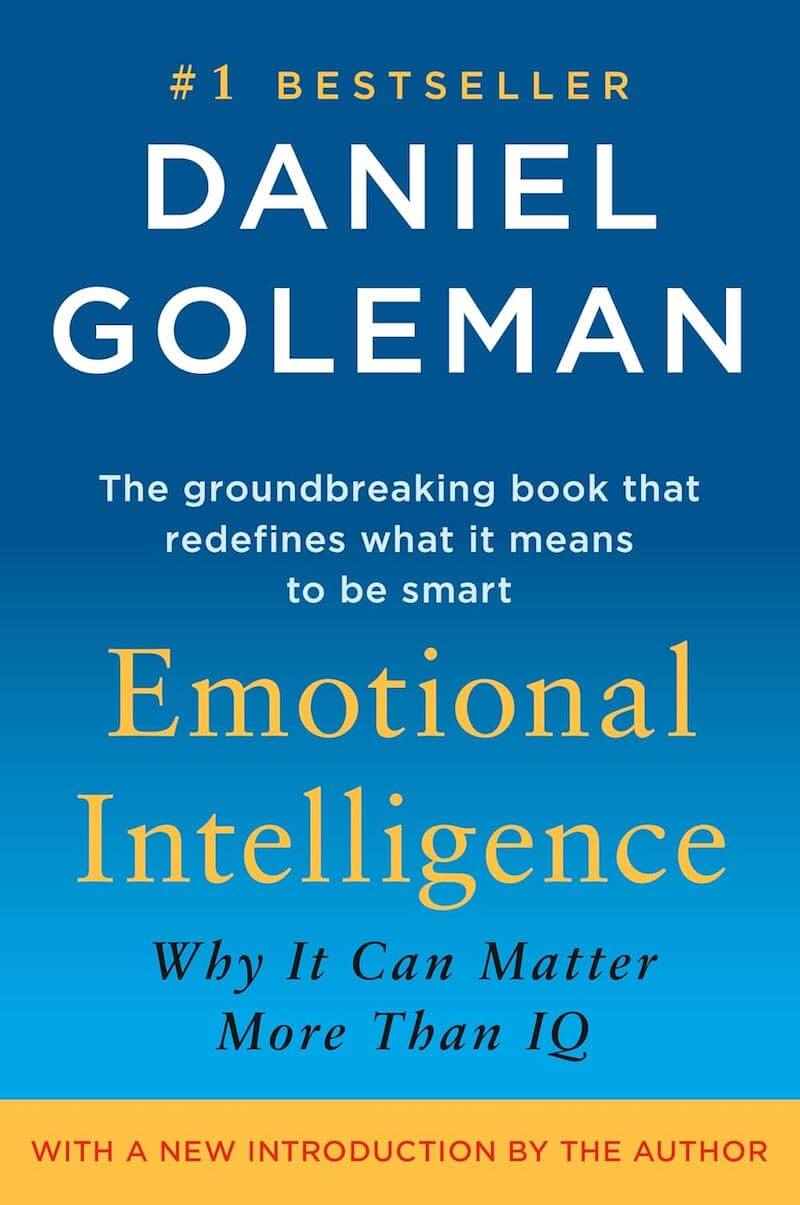 #1 BESTSELLER
DANIEL
GOLEMAN
The groundbreaking book that
redefines what it means
to be smart
Emotional
Intelligence
Why It Can Matter
More Than IQ
WITH A NEW INTRODUCTION BY THE AUTHOR